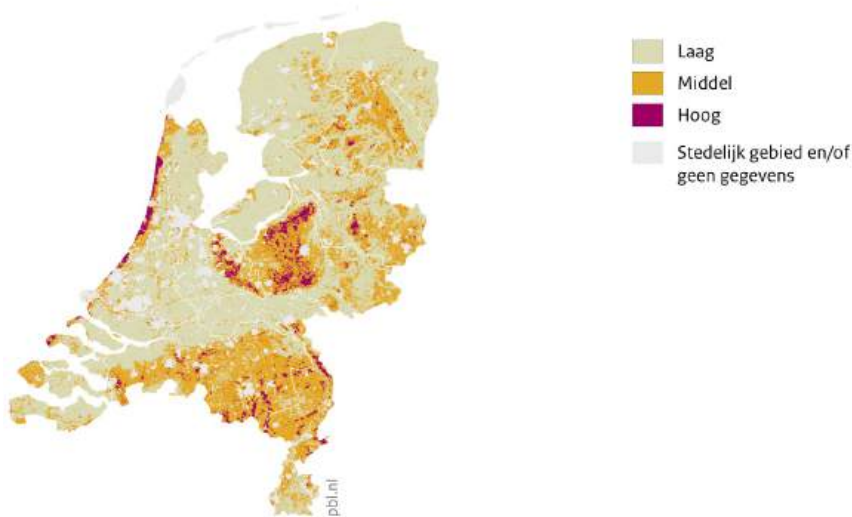 Laag
Middel
Hoog
Stedelijk gebied en/of
geen gegevens
pbl.nl